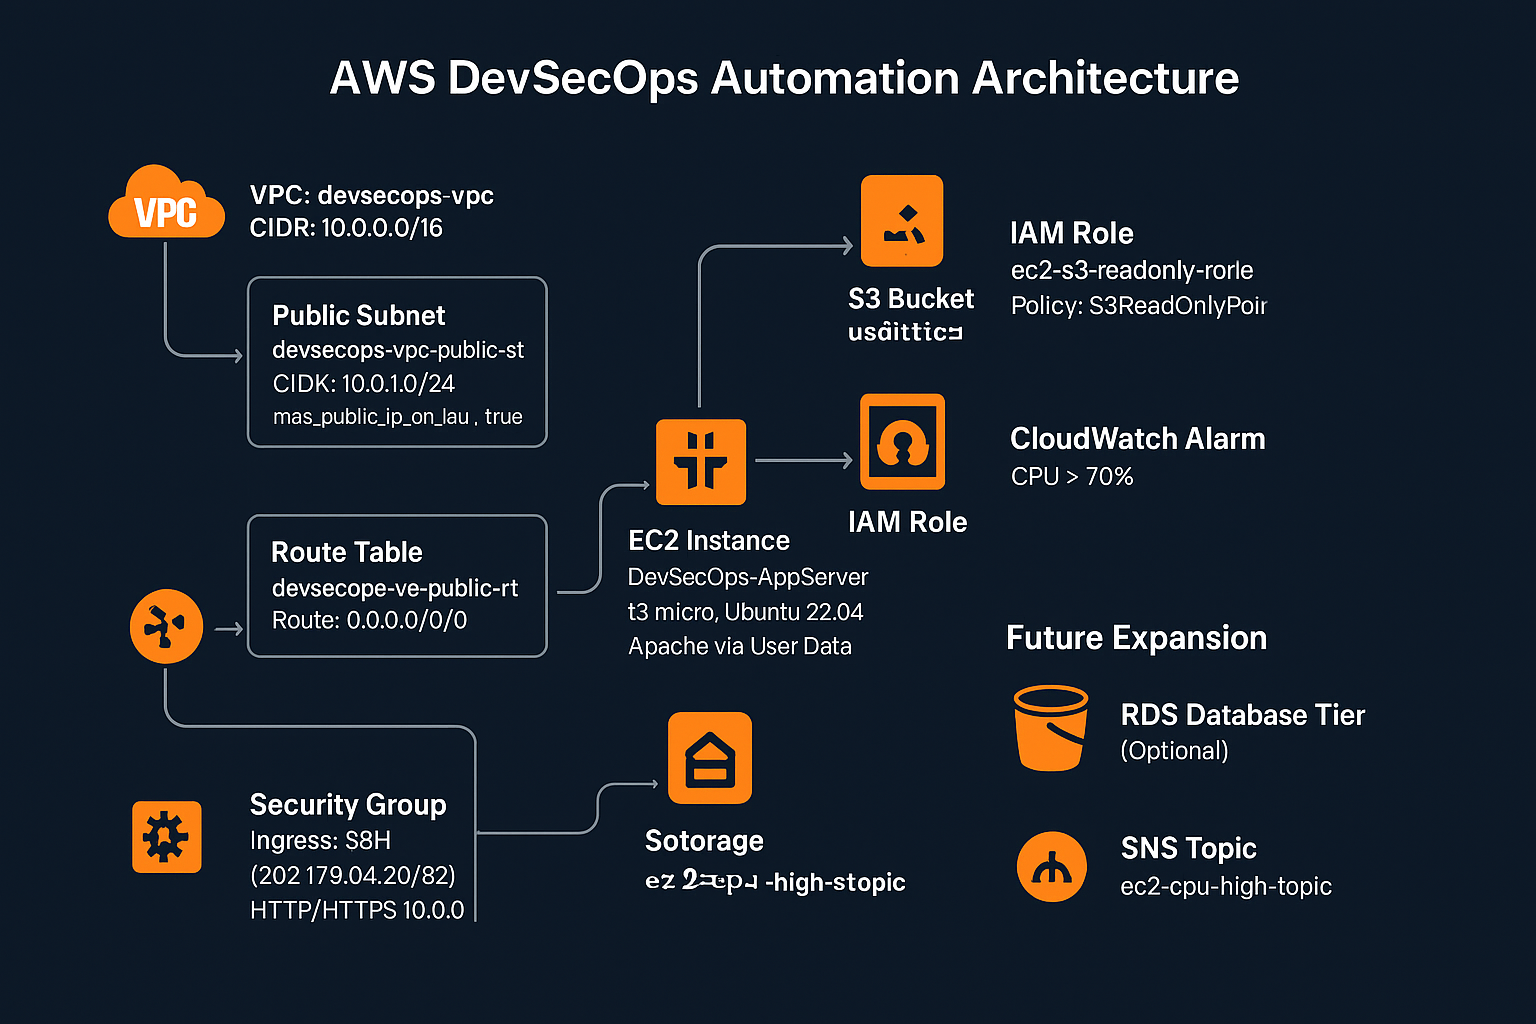 AWS DevSecOps Automation Architecture
VPC
VPC: devsecops-vpc
CIDR: 10.0.0.0/16
Public Subnet
devsecops-vpc-public-st
CIDK: 10.0.1.0/24
mas_public_ip_on_lau , true
Route Table
devsecope-ve-public-rt
Route: 0.0.0.0/0/0
Security Group
Ingress: S8H
(202 179.04.20/82)
HTTP/HTTPS 10.0.0
EC2 Instance
DevSecOps-AppServer
t3 micro, Ubuntu 22.04
Apache via User Data
Sotorage
-high-stopic
S3 Bucket
IAM Role
IAM Role
ec2-s3-readonly-rorle
Policy: S3ReadOnlyPoir
CloudWatch Alarm
CPU > 70%
Future Expansion
RDS Database Tier
(Optional)
SNS Topic
ec2-cpu-high-topic